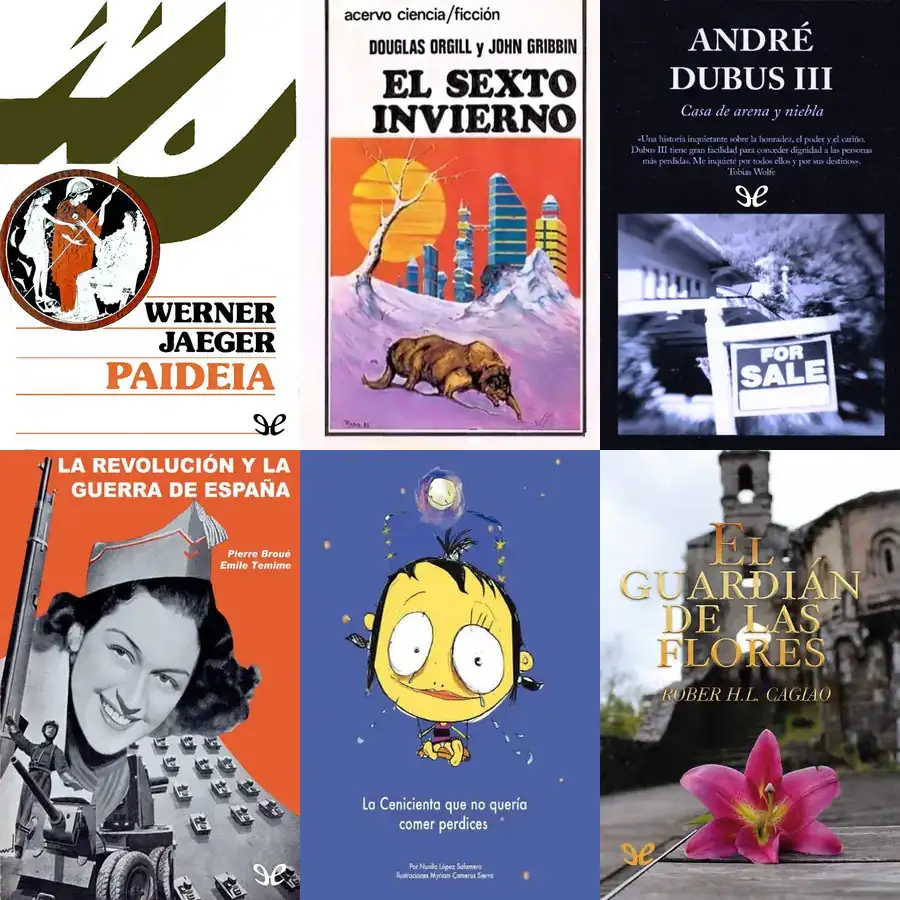 WERNER
JAEGER
PAIDEIA
acervo ciencia/ficción
DOUGLAS ORGILL y JOHN GRIBBIN
EL SEXTO
INVIERNO
ANDRÉ
DUBUS III
Casa de arena y niebla
«Una historia inquietante sobre la honradez, el poder y el cariño.
Dubus III tiene gran facilidad para conceder dignidad a las personas
más perdidas. Me inquieté por todos ellos y por sus destinos».
Tobias Wolfe
FOR
SALE
LA REVOLUCIÓN Y LA
GUERRA DE ESPAÑA
Pierre Broué
Emile Temime
La Cenicienta que no quería
comer perdices
Por Nunila López Salamero
Ilustraciones Myriam Cameros Sierra
EL
GUARDIÁN
DE LAS
FLORES
ROBER H.L. CAGIAO